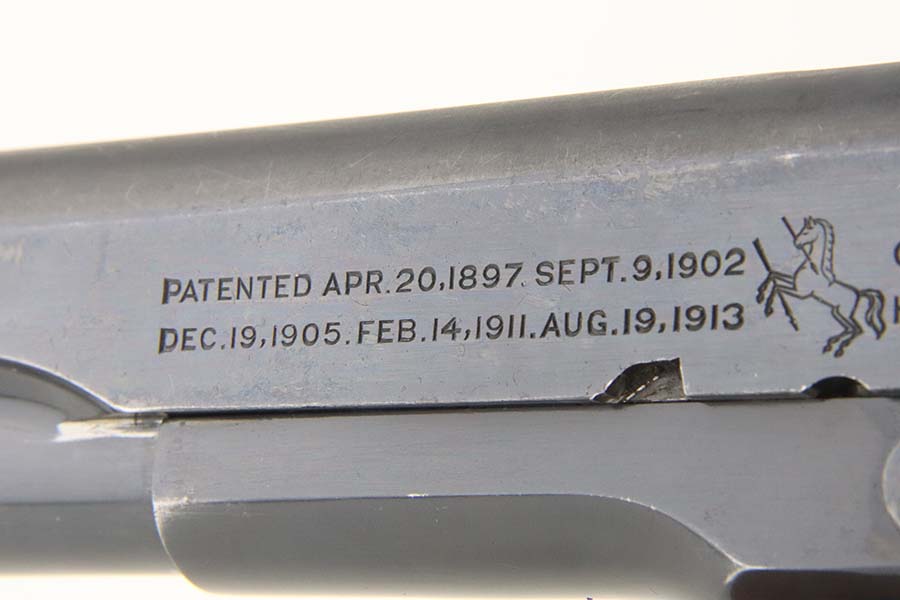 PATENTED APR.20,1897. SEPT.9,1902
DEC.19,1905. FEB.14,1911. AUG.19,1913